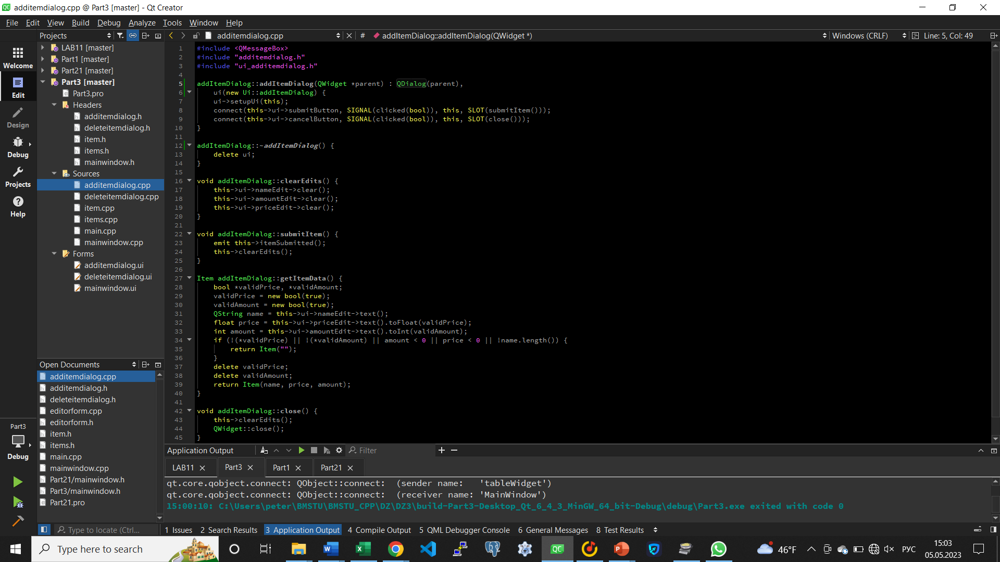 additemdialog.cpp @ Part3 [master] - Qt Creator
File Edit View Build Debug Analyze Tools Window Help
Projects
additemdialog.cpp
#
addItemDialog::addItemDialog(QWidget *)
Windows (CRLF)
Line: 5, Col: 49
Welcome
Edit
Design
Debug
Projects
Help
Part3
Debug
LAB11 [master]
Part1 [master]
Part21 [master]
Part3 [master]
Part3.pro
Headers
additemdialog.h
deleteitemdialog.h
item.h
items.h
mainwindow.h
Sources
additemdialog.cpp
deleteitemdialog.cpp
item.cpp
items.cpp
main.cpp
mainwindow.cpp
Forms
additemdialog.ui
deleteitemdialog.ui
mainwindow.ui
Open Documents
additemdialog.cpp
additemdialog.h
deleteitemdialog.h
editorform.cpp
editorform.h
item.h
items.h
main.cpp
mainwindow.cpp
Part21/mainwindow.h
Part3/mainwindow.h
Part21.pro
1 #include <QMessageBox>
2 #include "additemdialog.h"
3 #include "ui_additemdialog.h"
4
5 addItemDialog::addItemDialog(QWidget *parent) : QDialog(parent),
6     ui(new Ui::addItemDialog) {
7     ui->setupUi(this);
8     connect(this->ui->submitButton, SIGNAL(clicked(bool)), this, SLOT(submitItem()));
9     connect(this->ui->cancelButton, SIGNAL(clicked(bool)), this, SLOT(close()));
10 }
11
12 addItemDialog::~addItemDialog() {
13     delete ui;
14 }
15
16 void addItemDialog::clearEdits() {
17     this->ui->nameEdit->clear();
18     this->ui->amountEdit->clear();
19     this->ui->priceEdit->clear();
20 }
21
22 void addItemDialog::submitItem() {
23     emit this->itemSubmitted();
24     this->clearEdits();
25 }
26
27 Item addItemDialog::getItemData() {
28     bool *validPrice, *validAmount;
29     validPrice = new bool(true);
30     validAmount = new bool(true);
31     QString name = this->ui->nameEdit->text();
32     float price = this->ui->priceEdit->text().toFloat(validPrice);
33     int amount = this->ui->amountEdit->text().toInt(validAmount);
34     if (!(*validPrice) || !(*validAmount) || amount < 0 || price < 0 || !name.length()) {
35         return Item("");
36     }
37     delete validPrice;
38     delete validAmount;
39     return Item(name, price, amount);
40 }
41
42 void addItemDialog::close() {
43     this->clearEdits();
44     QWidget::close();
45 }
Application Output
Filter
LAB11 Part3 Part1 Part21
qt.core.qobject.connect: QObject::connect:  (sender name:   'tableWidget')
qt.core.qobject.connect: QObject::connect:  (receiver name: 'MainWindow')
15:00:10: C:\Users\peter\BMSTU\BMSTU_CPP\DZ\DZ3\build-Part3-Desktop_Qt_6_4_3_MinGW_64_bit-Debug\debug\Part3.exe exited with code 0
Type to locate (Ctrl...
1 Issues 2 Search Results 3 Application Output 4 Compile Output 5 QML Debugger Console 6 General Messages 8 Test Results
Type here to search
46°F
РУС
15:03
05.05.2023